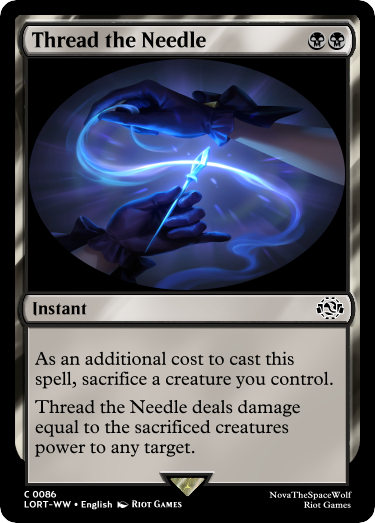 Thread the Needle
Instant
As an additional cost to cast this
spell, sacrifice a creature you control.
Thread the Needle deals damage
equal to the sacrificed creatures
power to any target.
C 0086
LORT-WW • English RIOT GAMES
NovaTheSpaceWolf
Riot Games